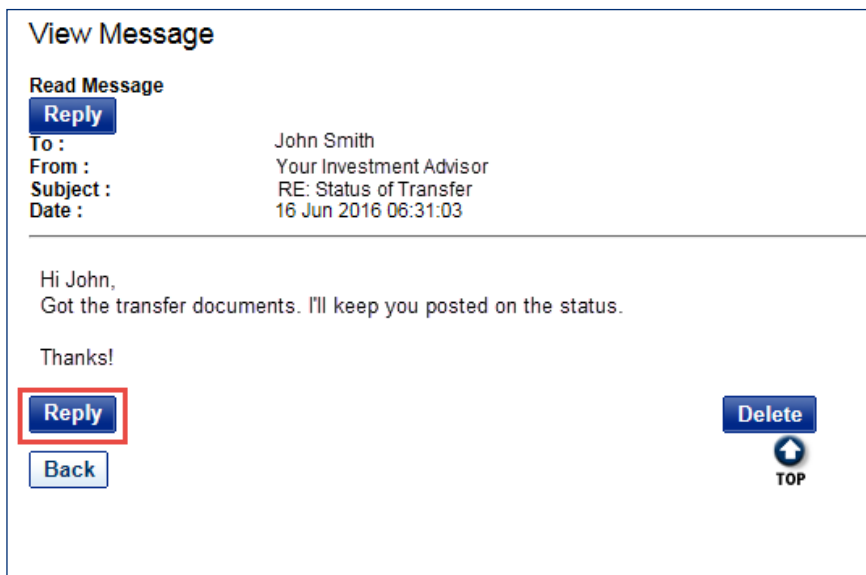 View Message
Read Message
Reply
To : John Smith
From : Your Investment Advisor
Subject : RE: Status of Transfer
Date : 16 Jun 2016 06:31:03
Hi John,
Got the transfer documents. I'll keep you posted on the status.
Thanks!
Reply Delete
Back TOP